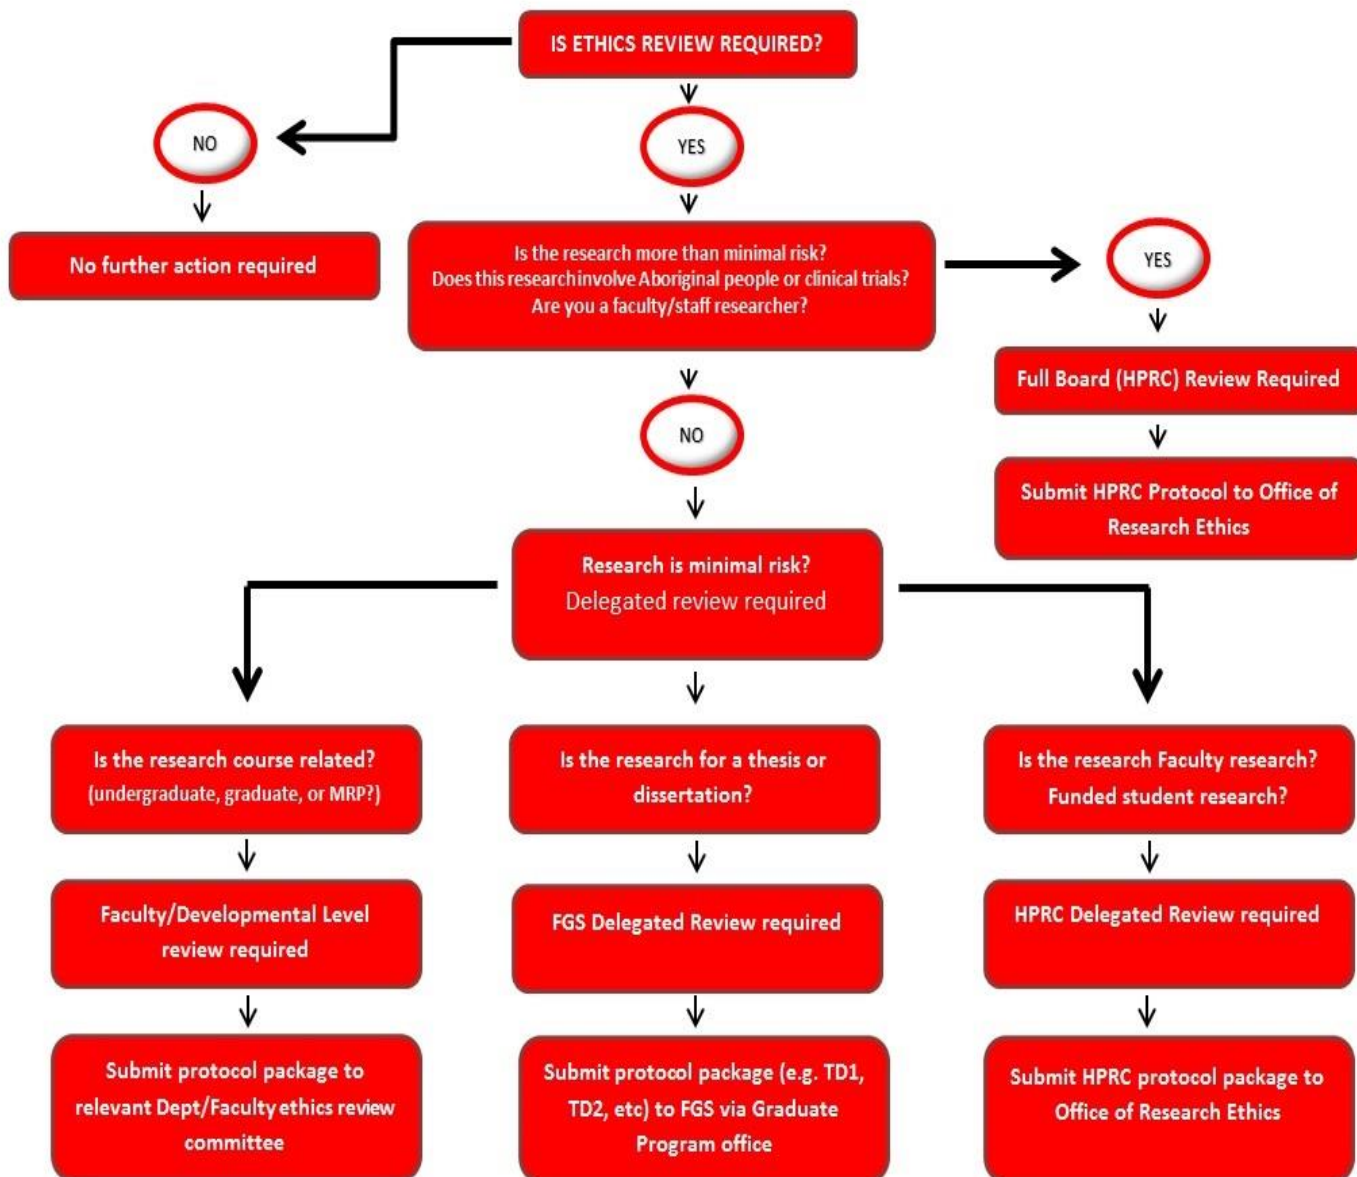 IS ETHICS REVIEW REQUIRED?
NO
YES
No further action required
Is the research more than minimal risk?
Does this research involve Aboriginal people or clinical trials?
Are you a faculty/staff researcher?
YES
Full Board (HPRC) Review Required
Submit HPRC Protocol to Office of
Research Ethics
NO
Research is minimal risk?
Delegated review required
Is the research course related?
(undergraduate, graduate, or MRP?)
Faculty/Developmental Level
review required
Submit protocol package to
relevant Dept/Faculty ethics review
committee
Is the research for a thesis or
dissertation?
FGS Delegated Review required
Submit protocol package (e.g. TD1,
TD2, etc) to FGS via Graduate
Program office
Is the research Faculty research?
Funded student research?
HPRC Delegated Review required
Submit HPRC protocol package to
Office of Research Ethics